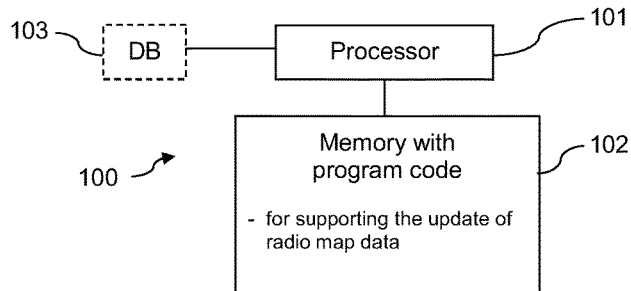 103
DB
Processor
101
Memory with
program code
102
100
- for supporting the update of
radio map data